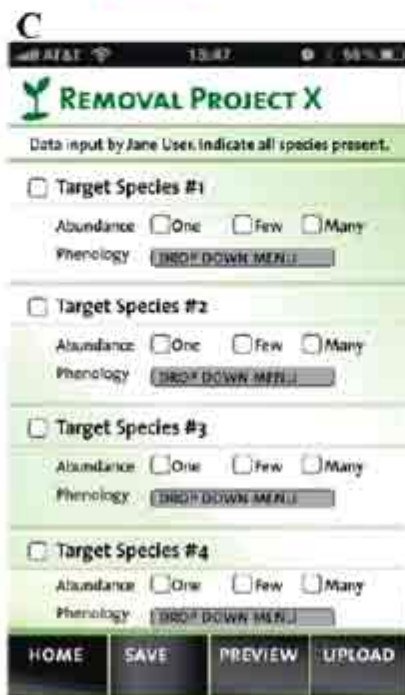 C
AT&T 13:47 56%
REMOVAL PROJECT X
Data input by Jane User. Indicate all species present.
Target Species #1
Abundance One Few Many
Phenology DROP DOWN MENU
Target Species #2
Abundance One Few Many
Phenology DROP DOWN MENU
Target Species #3
Abundance One Few Many
Phenology DROP DOWN MENU
Target Species #4
Abundance One Few Many
Phenology DROP DOWN MENU
HOME SAVE PREVIEW UPLOAD